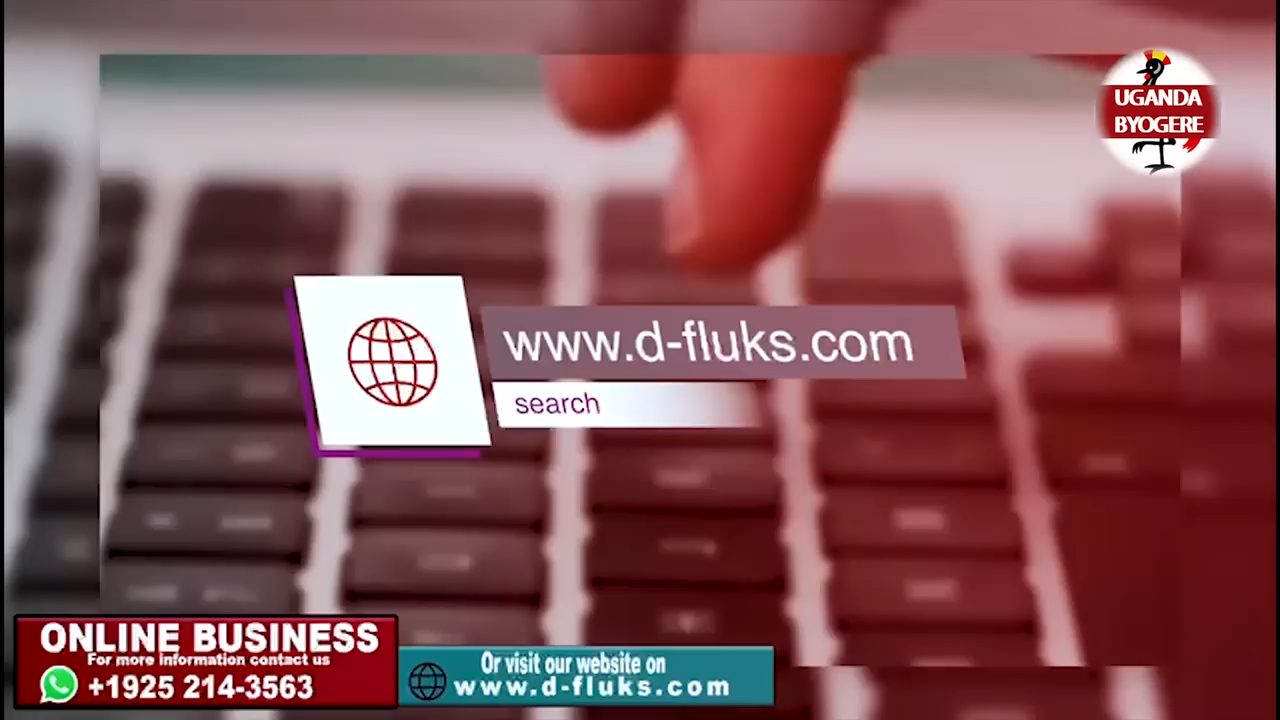 UGANDA
BYOGERE
www.d-fluks.com
search
ONLINE BUSINESS
For more information contact us
+1925 214-3563
Or visit our website on
www.d-fluks.com